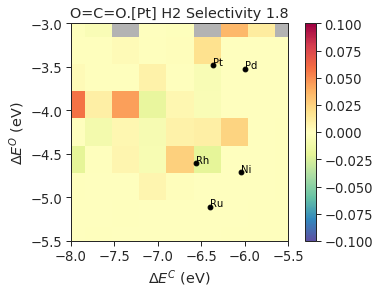 O=C=O.[Pt] H2 Selectivity 1.8
−3.0
−3.5
−4.0
−4.5
−5.0
−5.5
ΔE^O (eV)
Pt
Pd
Rh
Ni
Ru
−8.0 −7.5 −7.0 −6.5 −6.0 −5.5
ΔE^C (eV)
0.100
0.075
0.050
0.025
0.000
−0.025
−0.050
−0.075
−0.100